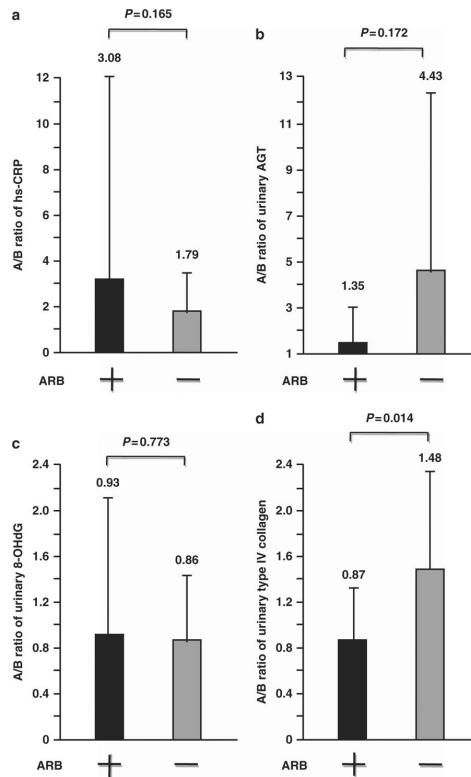 a
P=0.165
3.08
1.79
12
10
8
6
4
2
0
A/B ratio of hs-CRP
ARB + −
b
P=0.172
4.43
1.35
13
11
9
7
5
3
1
A/B ratio of urinary AGT
ARB + −
c
P=0.773
0.93
0.86
2.4
2.0
1.6
1.2
0.8
0.4
0
A/B ratio of urinary 8-OHdG
ARB + −
d
P=0.014
1.48
0.87
2.4
2.0
1.6
1.2
0.8
0.4
0
A/B ratio of urinary type IV collagen
ARB + −